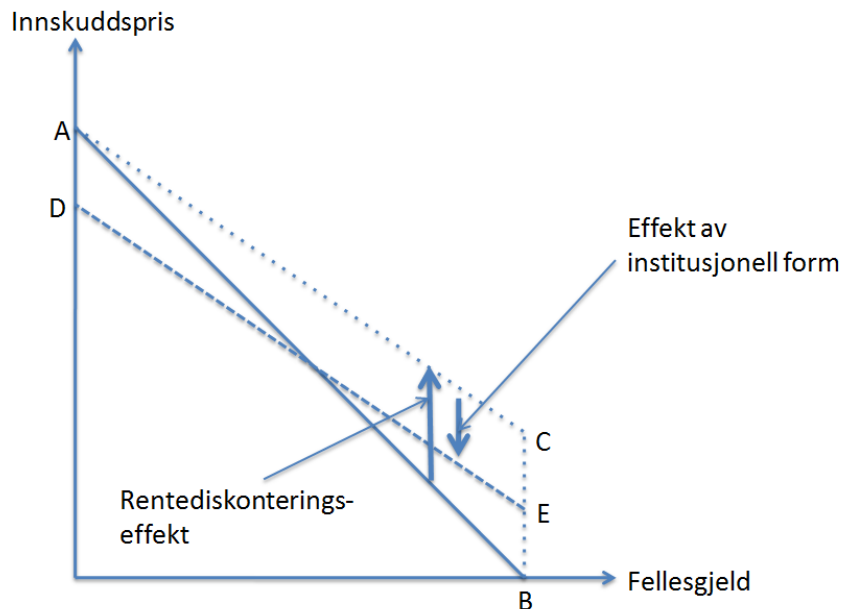 Innskuddspris
A
D
Effekt av
institusjonell form
C
Rentediskonterings-
effekt
E
Fellesgjeld
B